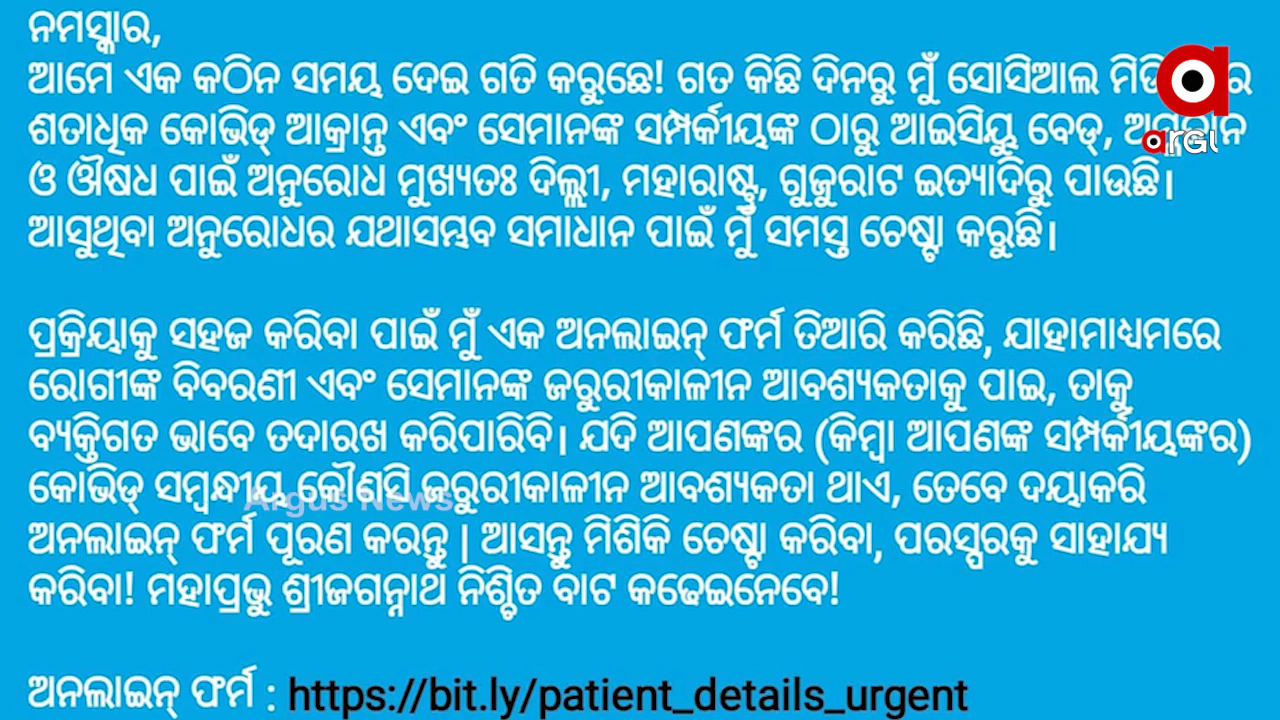 ନମସ୍କାର,
ଆମେ ଏକ କଠିନ ସମୟ ଦେଇ ଗତି କରୁଛେ! ଗତ କିଛି ଦିନରୁ ମୁଁ ସୋସିଆଲ
ଶତାଧିକ କୋଭିଡ୍ ଆକ୍ରାନ୍ତ ଏବଂ ସେମାନଙ୍କ ସମ୍ପର୍କୀୟଙ୍କ ଠାରୁ ଆଇସିୟୁ ବେଡ୍,
ଓ ଔଷଧ ପାଇଁ ଅନୁରୋଧ ମୁଖ୍ୟତଃ ଦିଲ୍ଲୀ, ମହାରାଷ୍ଟ୍ର, ଗୁଜୁରାଟ ଇତ୍ୟାଦିରୁ ପାଉଛି।
ଆସୁଥିବା ଅନୁରୋଧର ଯଥାସମ୍ଭବ ସମାଧାନ ପାଇଁ ମୁଁ ସମସ୍ତ ଚେଷ୍ଟା କରୁଛି।
ପ୍ରକ୍ରିୟାକୁ ସହଜ କରିବା ପାଇଁ ମୁଁ ଏକ ଅନଲାଇନ୍ ଫର୍ମ ତିଆରି କରିଛି, ଯାହାମାଧ୍ୟମରେ
ରୋଗୀଙ୍କ ବିବରଣୀ ଏବଂ ସେମାନଙ୍କ ଜରୁରୀକାଳୀନ ଆବଶ୍ୟକତାକୁ ପାଇ, ତାକୁ
ବ୍ୟକ୍ତିଗତ ଭାବେ ତଦାରଖ କରିପାରିବି। ଯଦି ଆପଣଙ୍କର (କିମ୍ବା ଆପଣଙ୍କ ସମ୍ପର୍କୀୟଙ୍କର)
କୋଭିଡ୍ ସମ୍ବନ୍ଧୀୟ କୌଣସି ଜରୁରୀକାଳୀନ ଆବଶ୍ୟକତା ଥାଏ, ତେବେ ଦୟାକରି
ଅନଲାଇନ୍ ଫର୍ମ ପୂରଣ କରନ୍ତୁ | ଆସନ୍ତୁ ମିଶିକି ଚେଷ୍ଟା କରିବା, ପରସ୍ପରକୁ ସାହାଯ୍ୟ
କରିବା! ମହାପ୍ରଭୁ ଶ୍ରୀଜଗନ୍ନାଥ ନିଶ୍ଚିତ ବାଟ କଢେଇନେବେ!
ଅନଲାଇନ୍ ଫର୍ମ : https://bit.ly/patient_details_urgent
Argus News